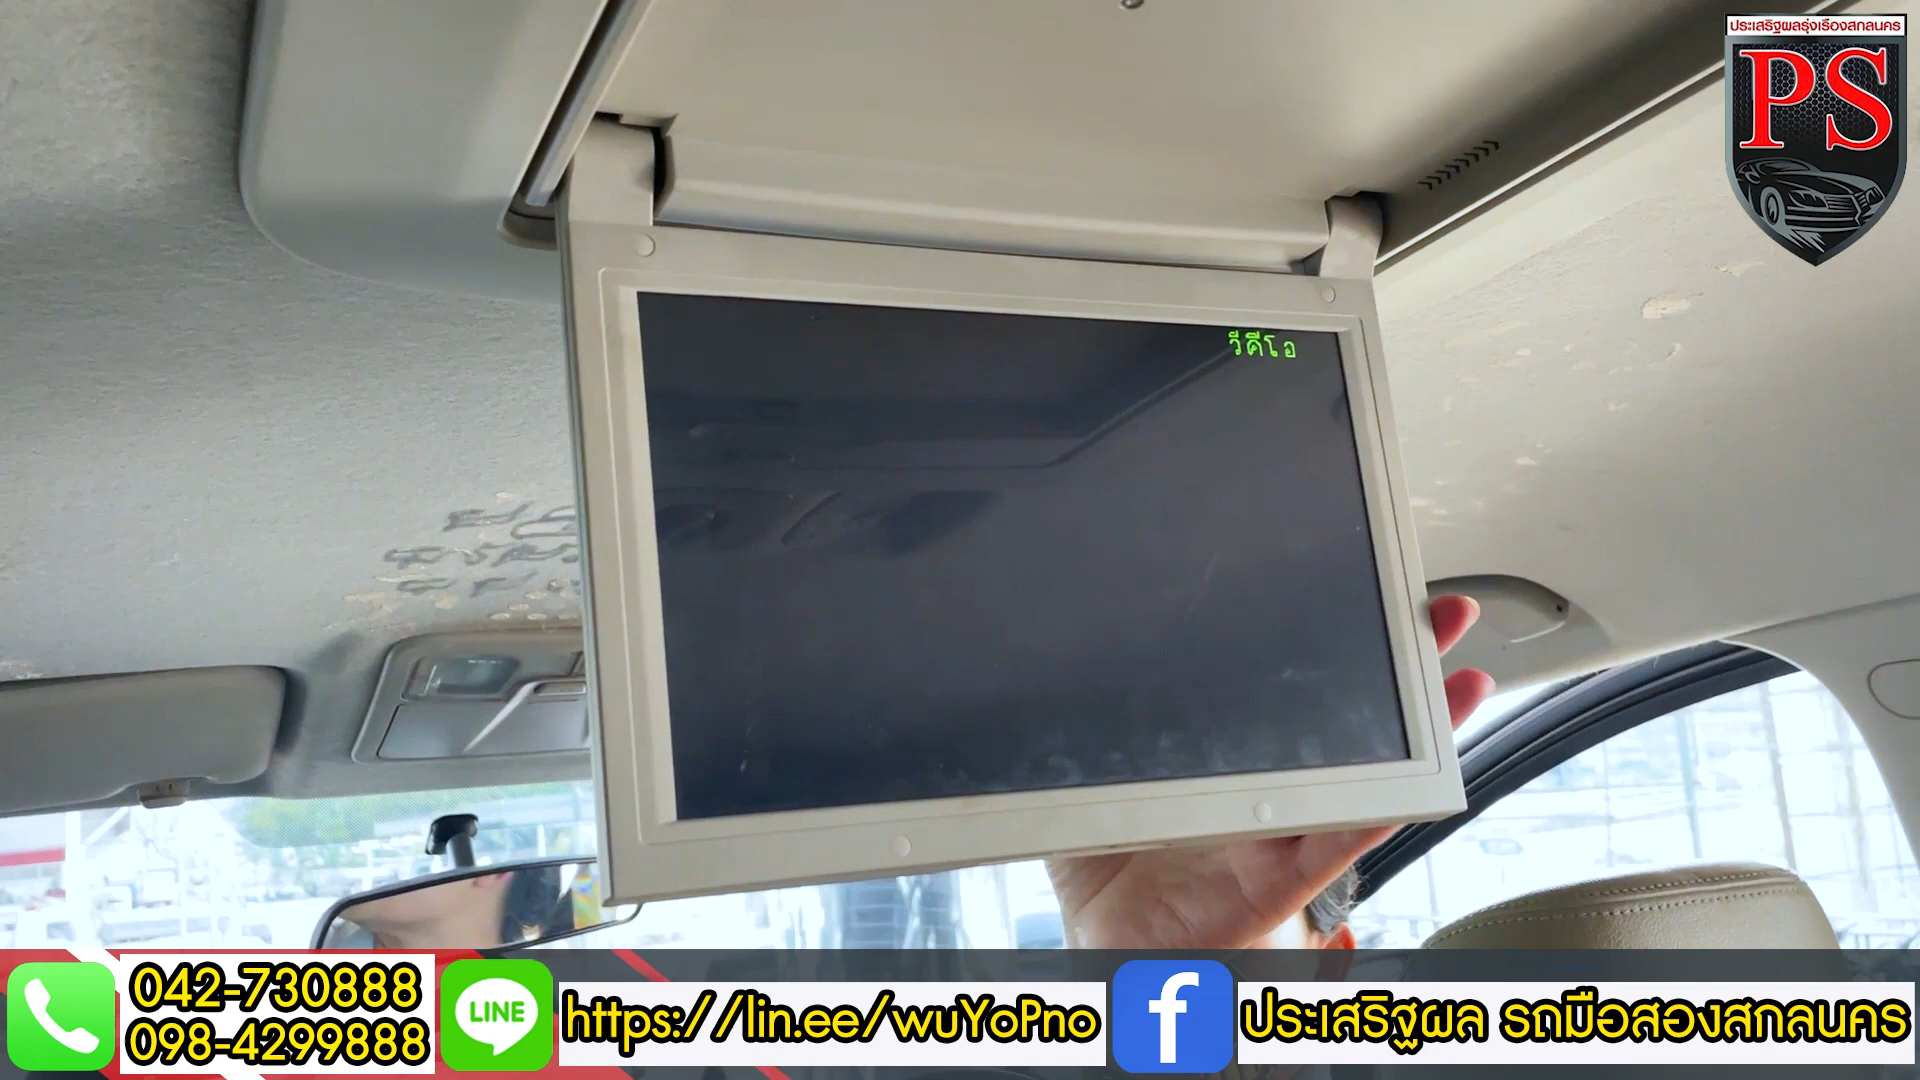 ประเสริฐผลรุ่งเรืองสกลนคร
PS
วีดีโอ
042-730888
098-4299888
LINE
https://lin.ee/wuYoPno
f
ประเสริฐผล รถมือสองสกลนคร